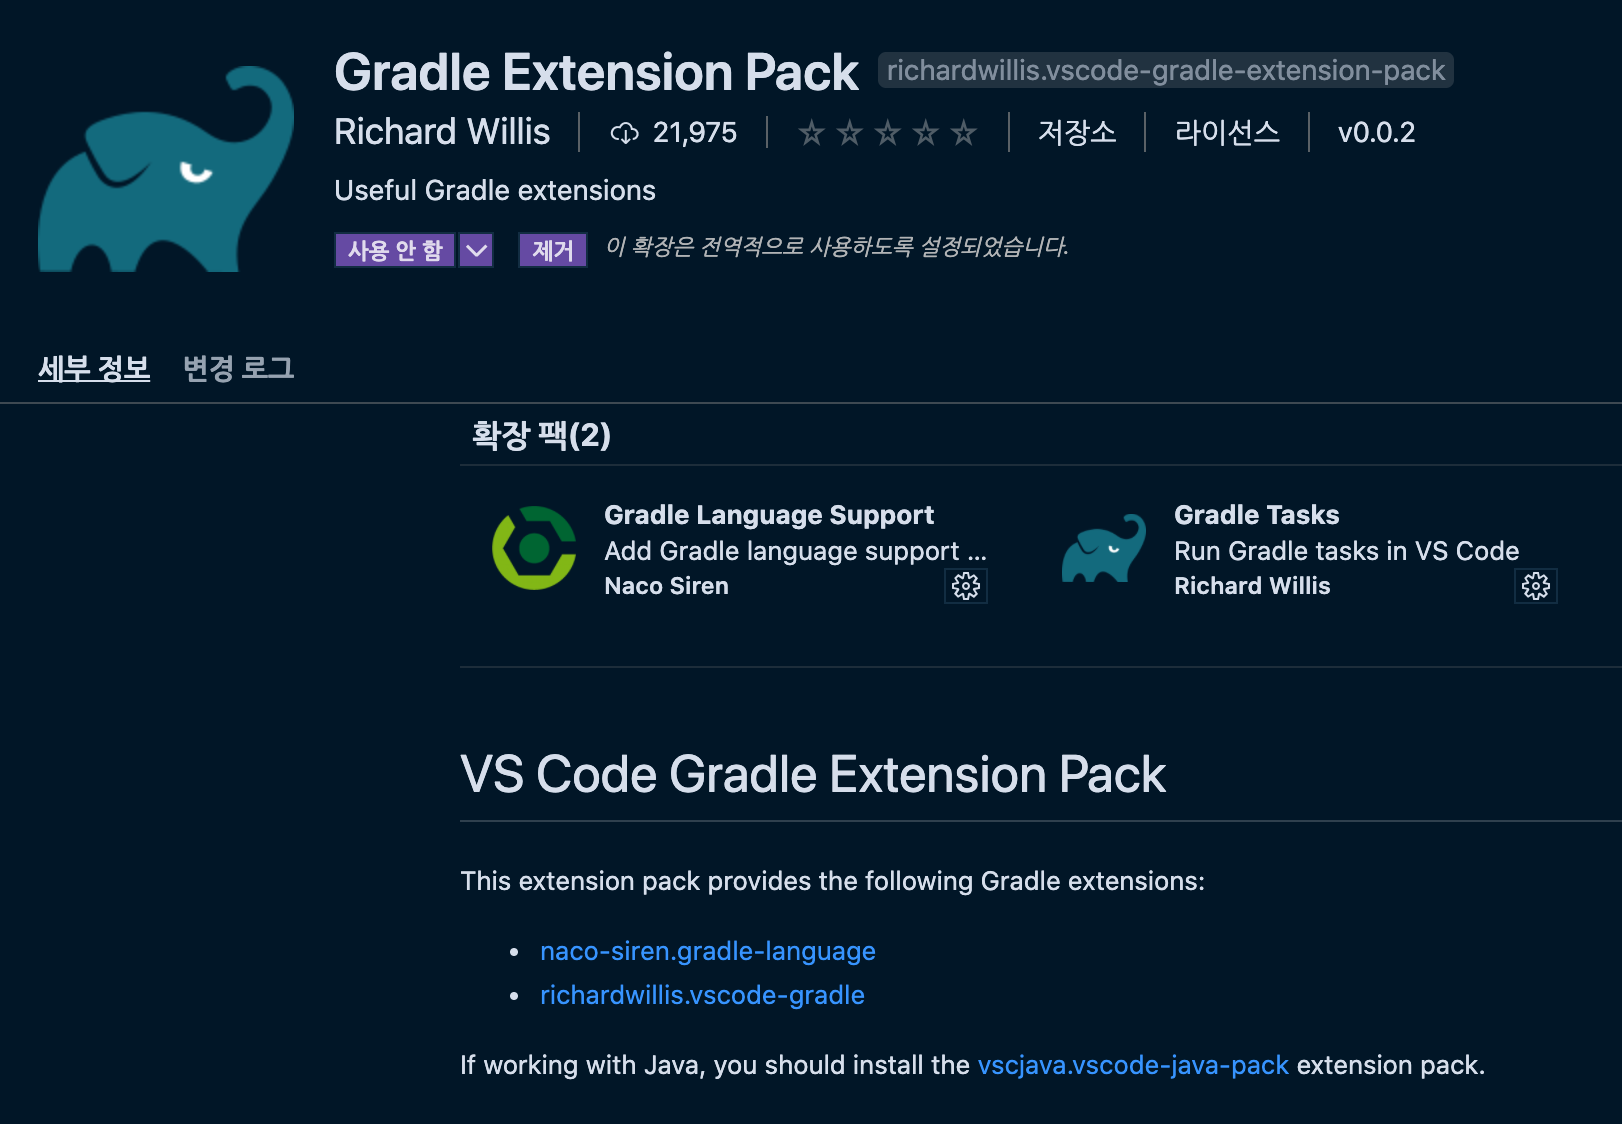 Gradle Extension Pack richardwillis.vscode-gradle-extension-pack
Richard Willis 21,975 저장소 라이선스 v0.0.2
Useful Gradle extensions
사용 안 함 제거 이 확장은 전역적으로 사용하도록 설정되었습니다.
세부 정보 변경 로그
확장 팩(2)
Gradle Language Support
Add Gradle language support ...
Naco Siren
Gradle Tasks
Run Gradle tasks in VS Code
Richard Willis
VS Code Gradle Extension Pack
This extension pack provides the following Gradle extensions:
• naco-siren.gradle-language
• richardwillis.vscode-gradle
If working with Java, you should install the vscjava.vscode-java-pack extension pack.